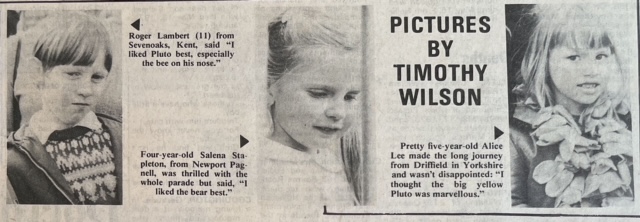 Roger Lambert (11) from
Sevenoaks, Kent, said "I
liked Pluto best, especially
the bee on his nose."
Four-year-old Salena Sta-
pleton, from Newport Pag-
nell, was thrilled with the
whole parade but said, "I
liked the bear best."
PICTURES
BY
TIMOTHY
WILSON
Pretty five-year-old Alice
Lee made the long journey
from Driffield in Yorkshire
and wasn't disappointed: "I
thought the big yellow
Pluto was marvellous."